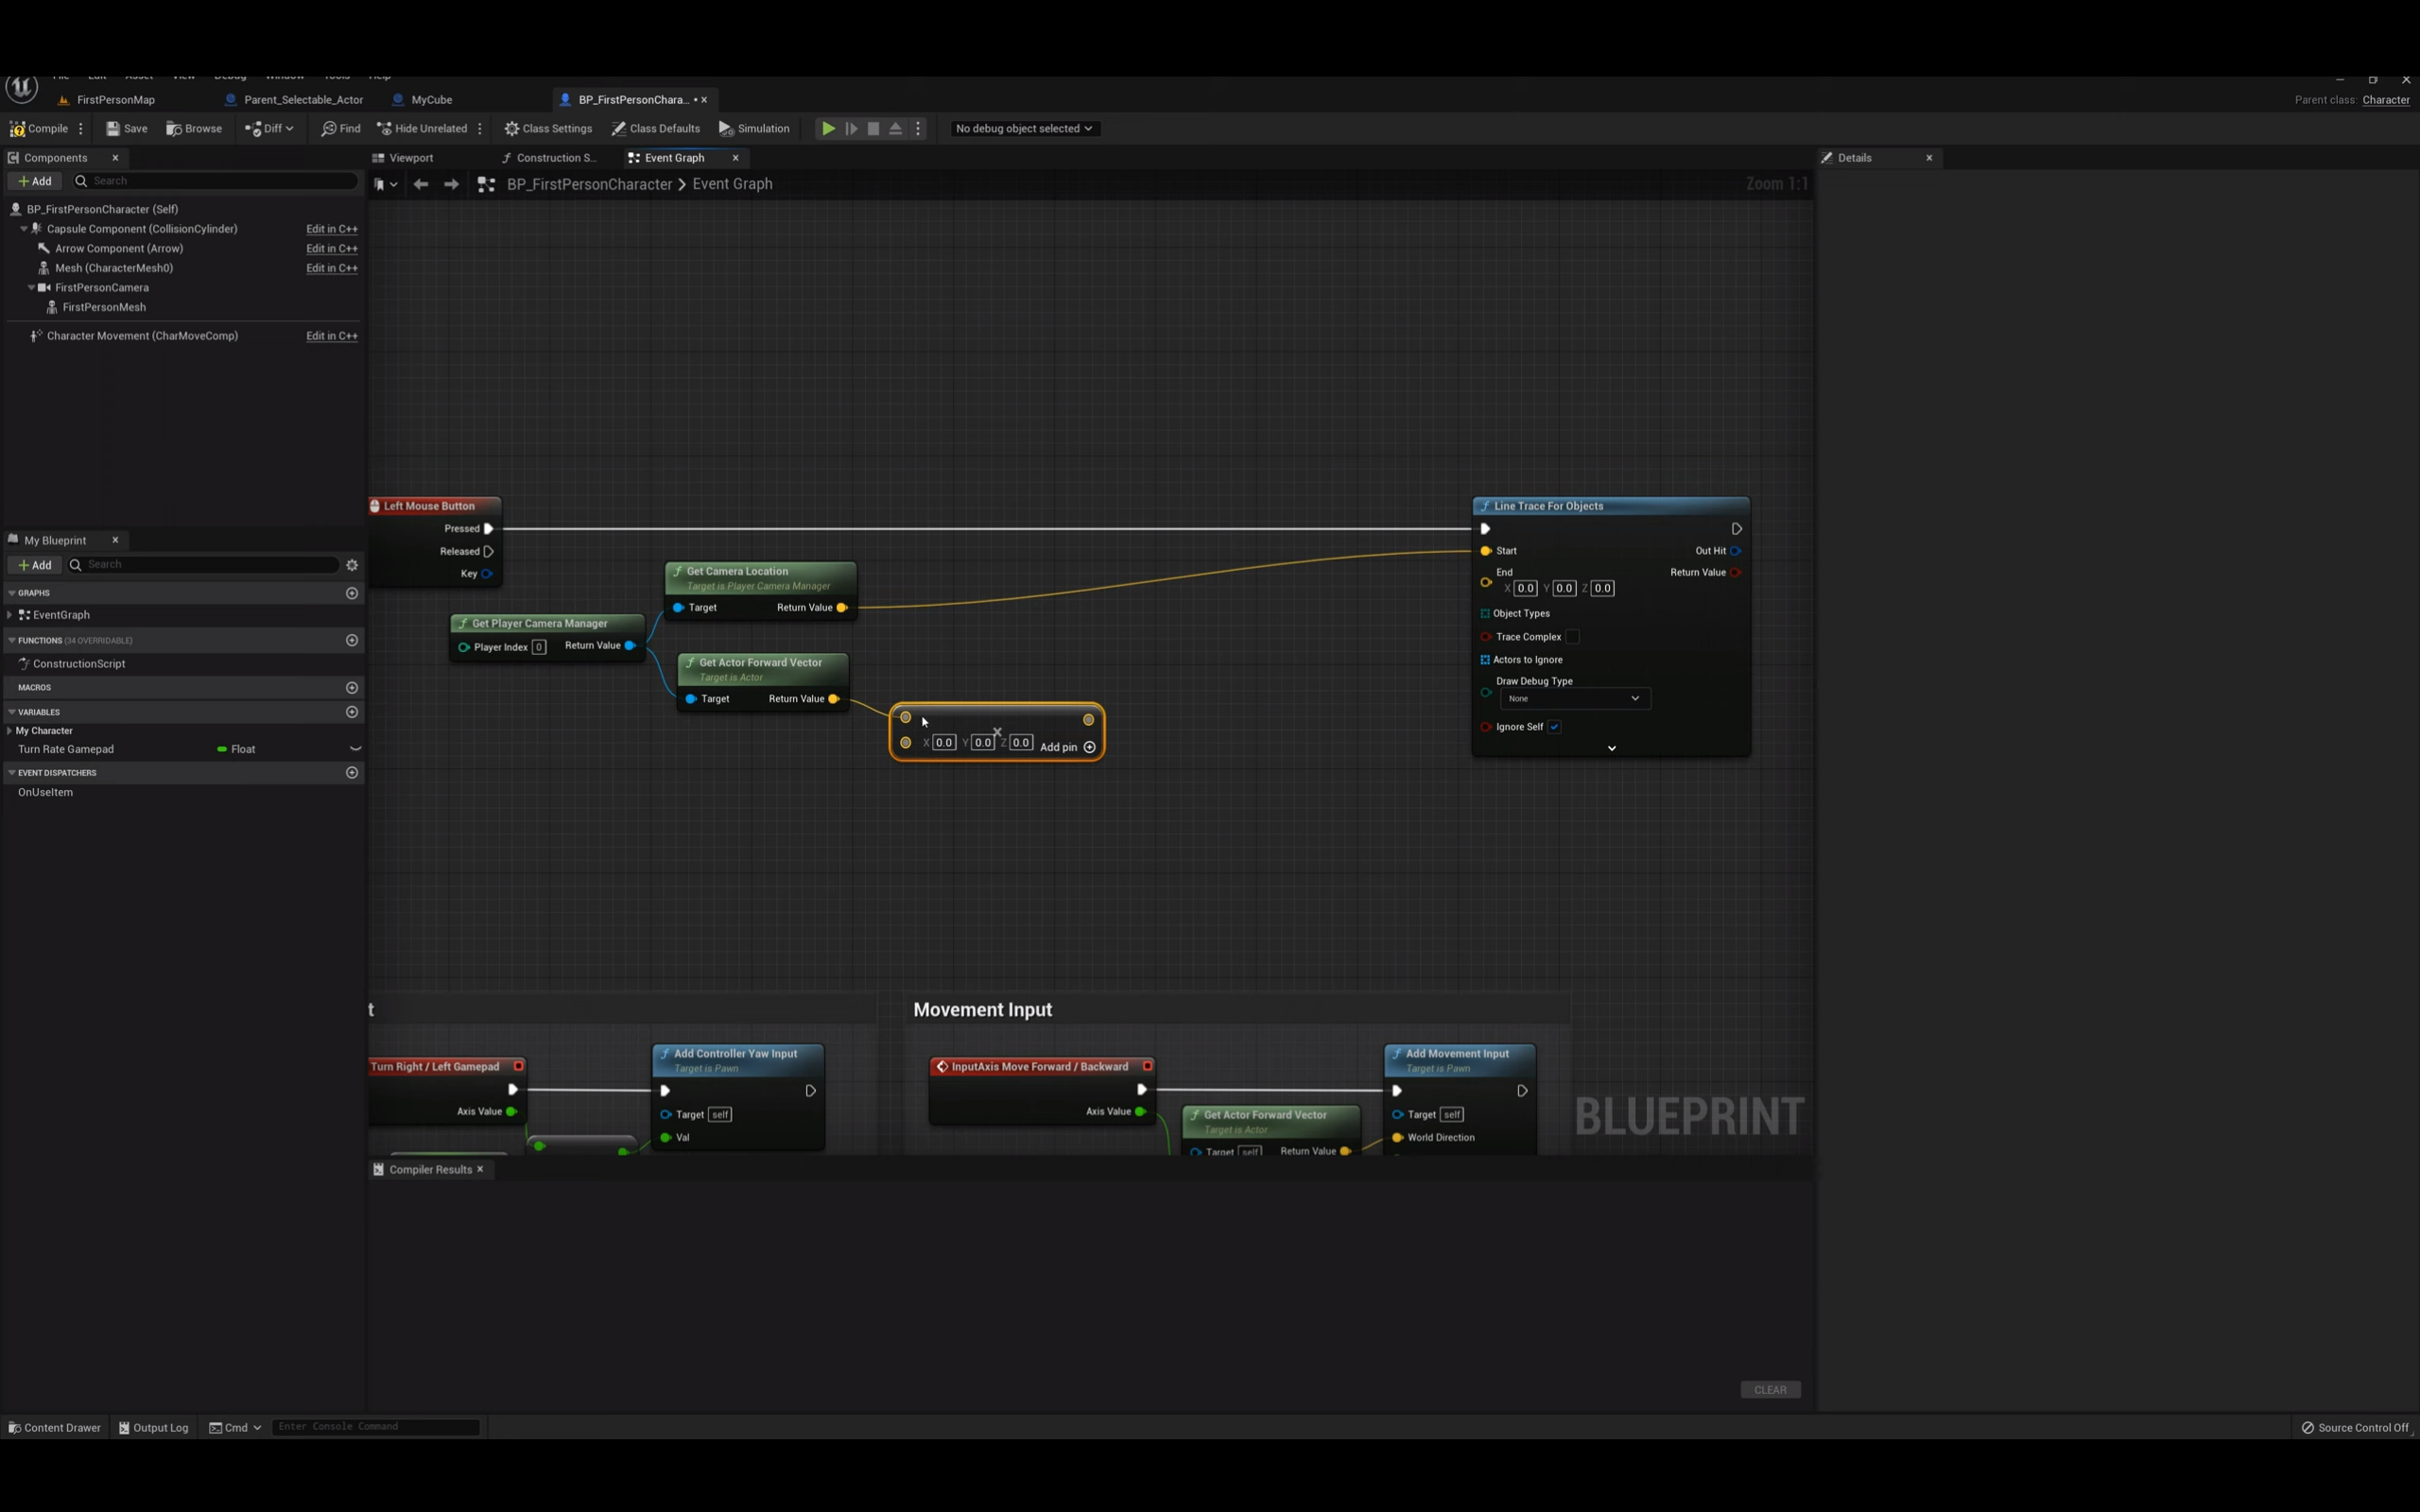 File Edit Asset View Debug Window Tools Help
FirstPersonMap Parent_Selectable_Actor MyCube BP_FirstPersonChara... • × Parent class: Character
Compile Save Browse Diff Find Hide Unrelated Class Settings Class Defaults Simulation No debug object selected
Components × Viewport Construction S... Event Graph × Details ×
+ Add Search BP_FirstPersonCharacter > Event Graph Zoom 1:1
BP_FirstPersonCharacter (Self)
Capsule Component (CollisionCylinder) Edit in C++
Arrow Component (Arrow) Edit in C++
Mesh (CharacterMesh0) Edit in C++
FirstPersonCamera
FirstPersonMesh
Character Movement (CharMoveComp) Edit in C++
My Blueprint ×
+ Add Search
GRAPHS
EventGraph
FUNCTIONS (34 OVERRIDABLE)
ConstructionScript
MACROS
VARIABLES
My Character
Turn Rate Gamepad Float
EVENT DISPATCHERS
OnUseItem
Left Mouse Button
Pressed
Released
Key
Get Player Camera Manager
Player Index 0 Return Value
Get Camera Location
Target is Player Camera Manager
Target Return Value
Get Actor Forward Vector
Target is Actor
Target Return Value
×
X 0.0 Y 0.0 Z 0.0 Add pin
Line Trace For Objects
Start Out Hit
End Return Value
X 0.0 Y 0.0 Z 0.0
Object Types
Trace Complex
Actors to Ignore
Draw Debug Type
None
Ignore Self
t
Turn Right / Left Gamepad
Axis Value
Add Controller Yaw Input
Target is Pawn
Target self
Val
Movement Input
InputAxis Move Forward / Backward
Axis Value
Get Actor Forward Vector
Target is Actor
Target self Return Value
Add Movement Input
Target is Pawn
Target self
World Direction
BLUEPRINT
Compiler Results ×
CLEAR
Content Drawer Output Log Cmd Enter Console Command Source Control Off